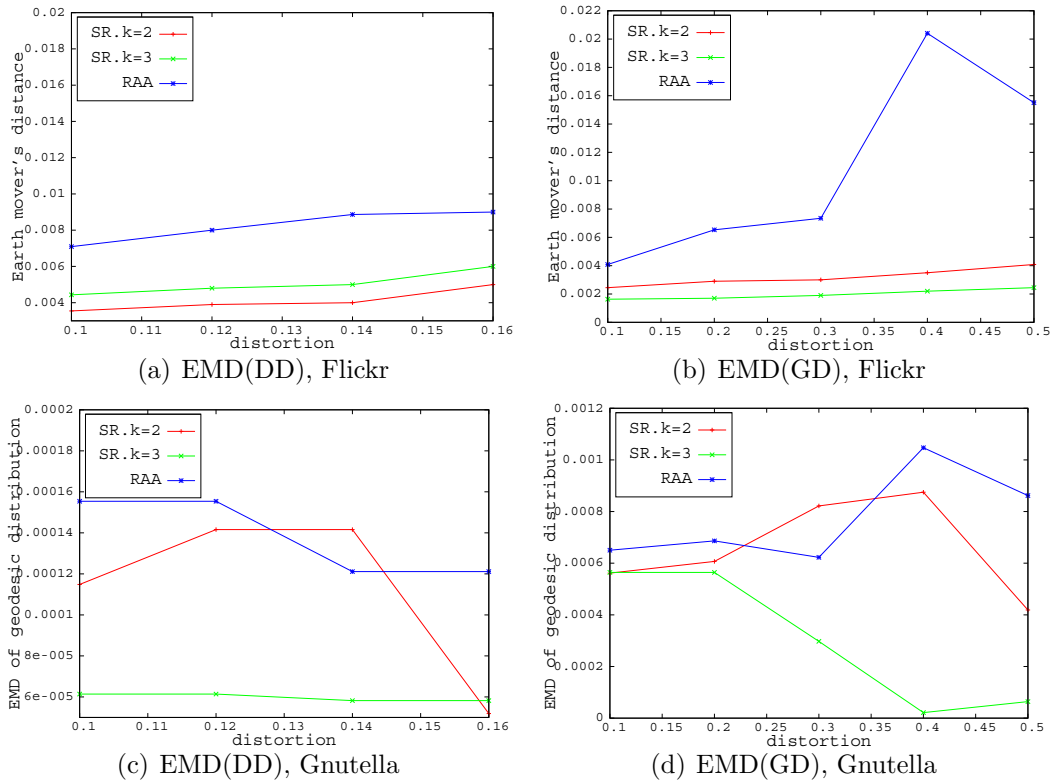 SR.k=2
SR.k=3
RAA
Earth mover's distance
0.02
0.018
0.016
0.014
0.012
0.01
0.008
0.006
0.004
0.1 0.11 0.12 0.13 0.14 0.15 0.16
distortion
(a) EMD(DD), Flickr
SR.k=2
SR.k=3
RAA
Earth mover's distance
0.022
0.02
0.018
0.016
0.014
0.012
0.01
0.008
0.006
0.004
0.002
0
0.1 0.15 0.2 0.25 0.3 0.35 0.4 0.45 0.5
distortion
(b) EMD(GD), Flickr
SR.k=2
SR.k=3
RAA
EMD of geodesic distribution
0.0002
0.00018
0.00016
0.00014
0.00012
0.0001
8e-005
6e-005
0.1 0.11 0.12 0.13 0.14 0.15 0.16
distortion
(c) EMD(DD), Gnutella
SR.k=2
SR.k=3
RAA
EMD of geodesic distribution
0.0012
0.001
0.0008
0.0006
0.0004
0.0002
0
0.1 0.15 0.2 0.25 0.3 0.35 0.4 0.45 0.5
distortion
(d) EMD(GD), Gnutella